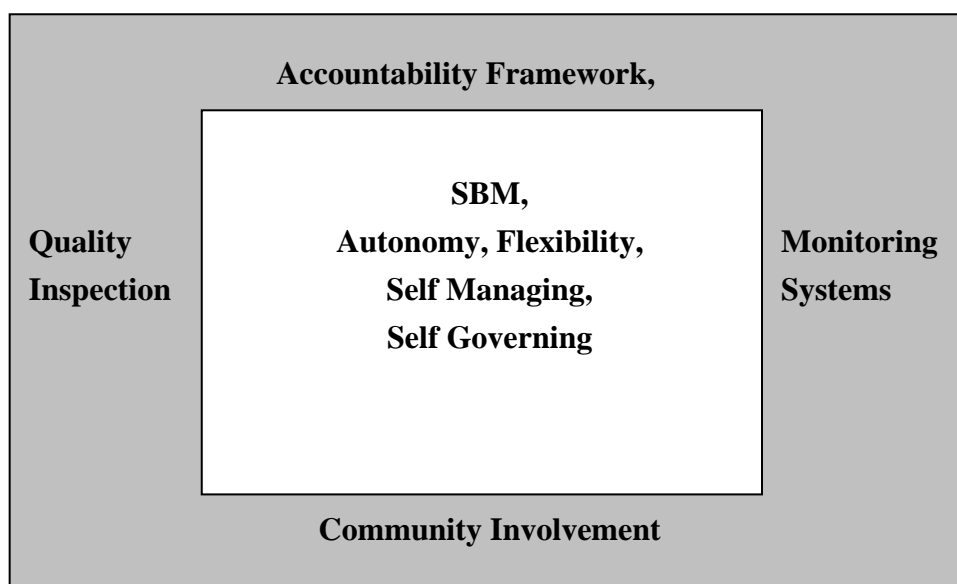 Accountability Framework,
SBM,
Autonomy, Flexibility,
Self Managing,
Self Governing
Quality
Inspection
Monitoring
Systems
Community Involvement